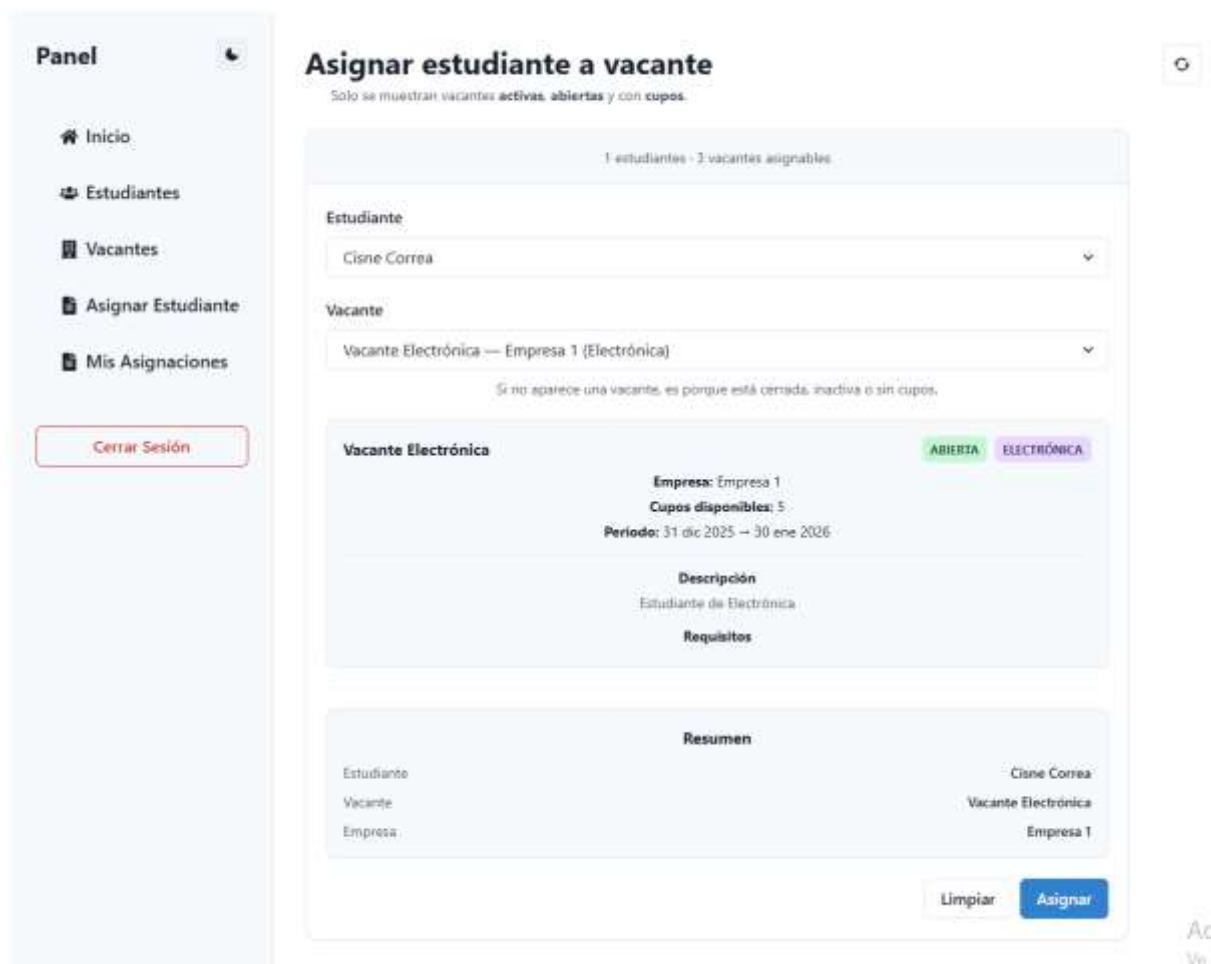 Panel
Inicio
Estudiantes
Vacantes
Asignar Estudiante
Mis Asignaciones
Cerrar Sesión
Asignar estudiante a vacante
Solo se muestran vacantes activas, abiertas y con cupos.
1 estudiantes · 3 vacantes asignables
Estudiante
Cisne Correa
Vacante
Vacante Electrónica — Empresa 1 (Electrónica)
Si no aparece una vacante, es porque está cerrada, inactiva o sin cupos.
Vacante Electrónica ABIERTA ELECTRÓNICA
Empresa: Empresa 1
Cupos disponibles: 5
Periodo: 31 dic 2025 → 30 ene 2026
Descripción
Estudiante de Electrónica
Requisitos
Resumen
Estudiante Cisne Correa
Vacante Vacante Electrónica
Empresa Empresa 1
Limpiar Asignar